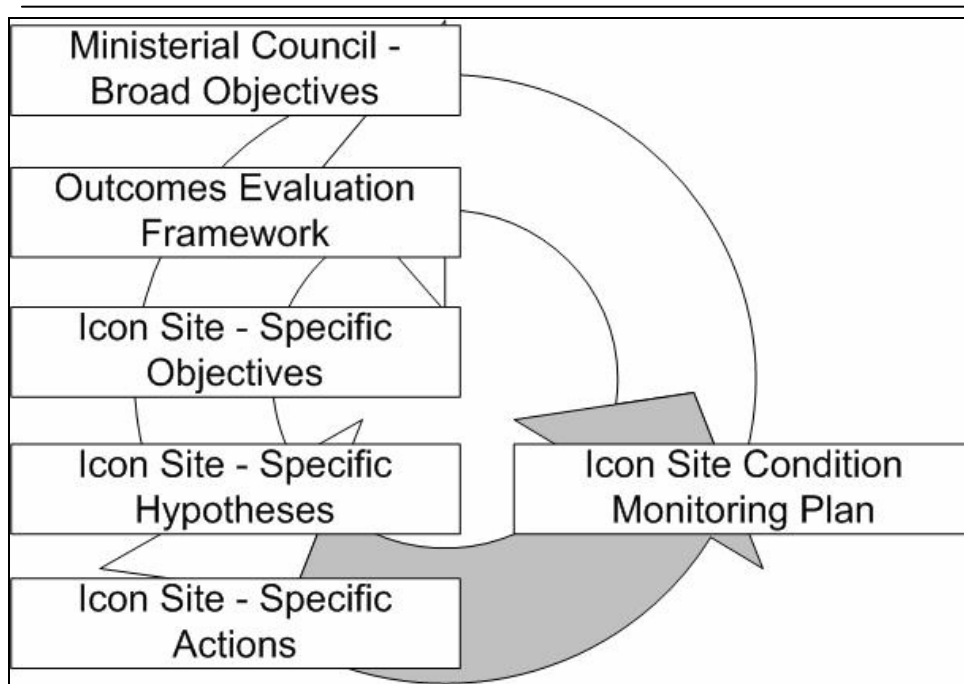 Ministerial Council -
Broad Objectives
Outcomes Evaluation
Framework
Icon Site - Specific
Objectives
Icon Site - Specific
Hypotheses
Icon Site Condition
Monitoring Plan
Icon Site - Specific
Actions